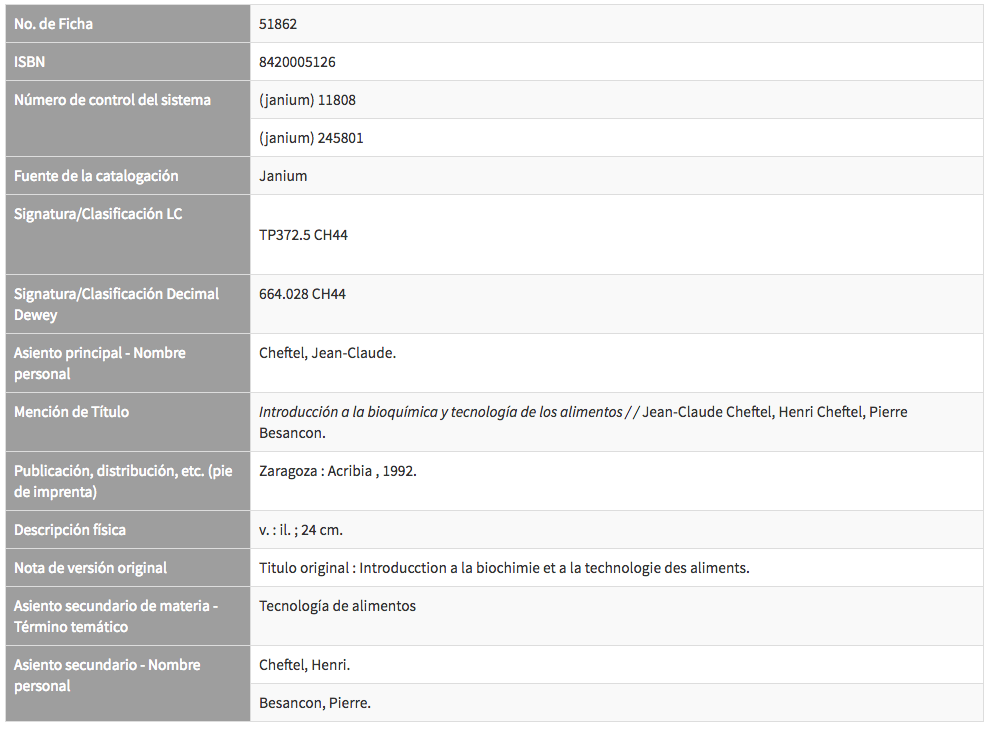 No. de Ficha 51862
ISBN 8420005126
Número de control del sistema (janium) 11808
(janium) 245801
Fuente de la catalogación Janium
Signatura/Clasificación LC
TP372.5 CH44
Signatura/Clasificación Decimal 664.028 CH44
Dewey
Asiento principal - Nombre Cheftel, Jean-Claude.
personal
Mención de Título Introducción a la bioquímica y tecnología de los alimentos // Jean-Claude Cheftel, Henri Cheftel, Pierre
Besancon.
Publicación, distribución, etc. (pie Zaragoza : Acribia , 1992.
de imprenta)
Descripción física v. : il. ; 24 cm.
Nota de versión original Titulo original : Introducction a la biochimie et a la technologie des aliments.
Asiento secundario de materia - Tecnología de alimentos
Término temático
Asiento secundario - Nombre Cheftel, Henri.
personal
Besancon, Pierre.